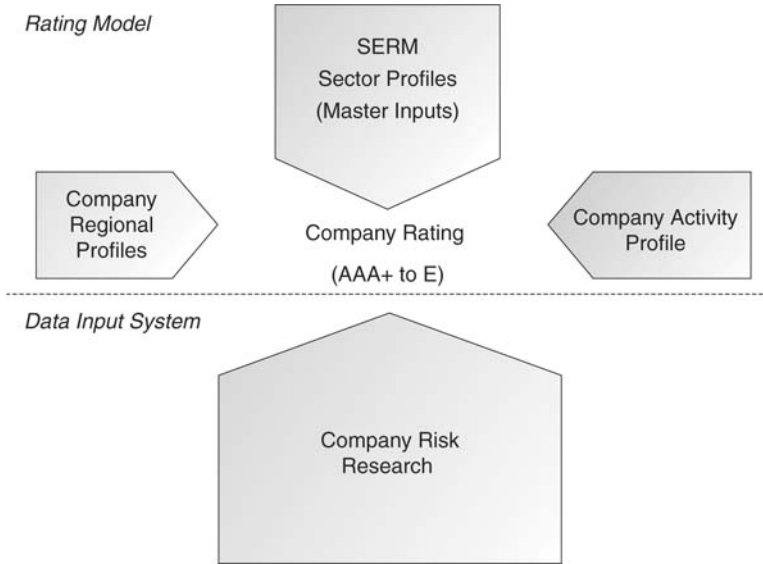 Rating Model
SERM
Sector Profiles
(Master Inputs)
Company
Regional
Profiles
Company Rating
(AAA+ to E)
Company Activity
Profile
Data Input System
Company Risk
Research